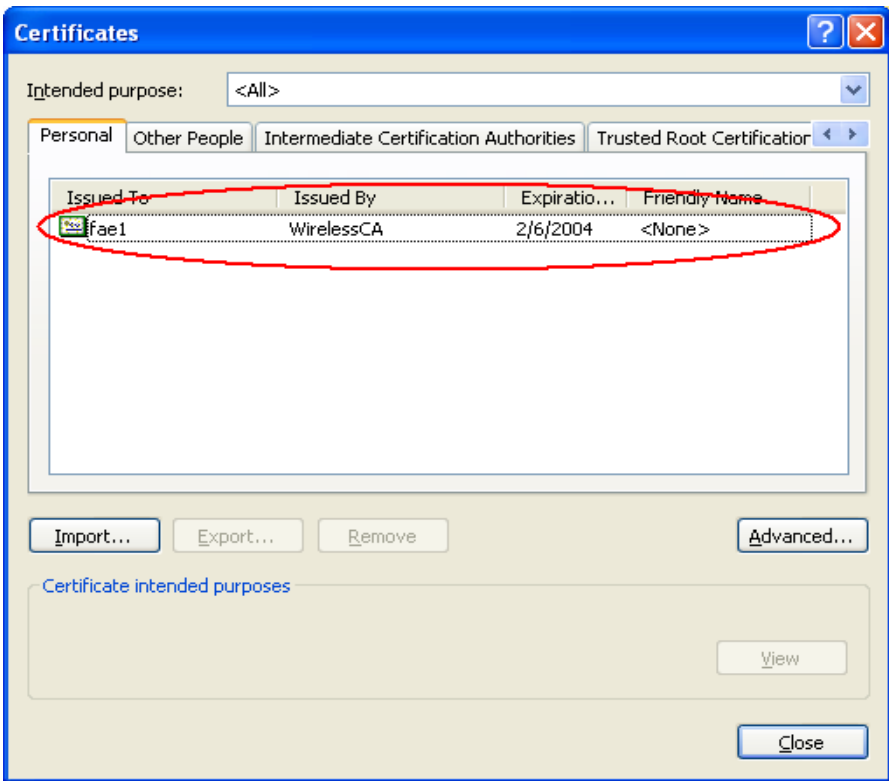 Certificates
Intended purpose: <All>
Personal Other People Intermediate Certification Authorities Trusted Root Certification
Issued To Issued By Expiratio... Friendly Name
fae1 WirelessCA 2/6/2004 <None>
Import... Export... Remove Advanced...
Certificate intended purposes
View
Close